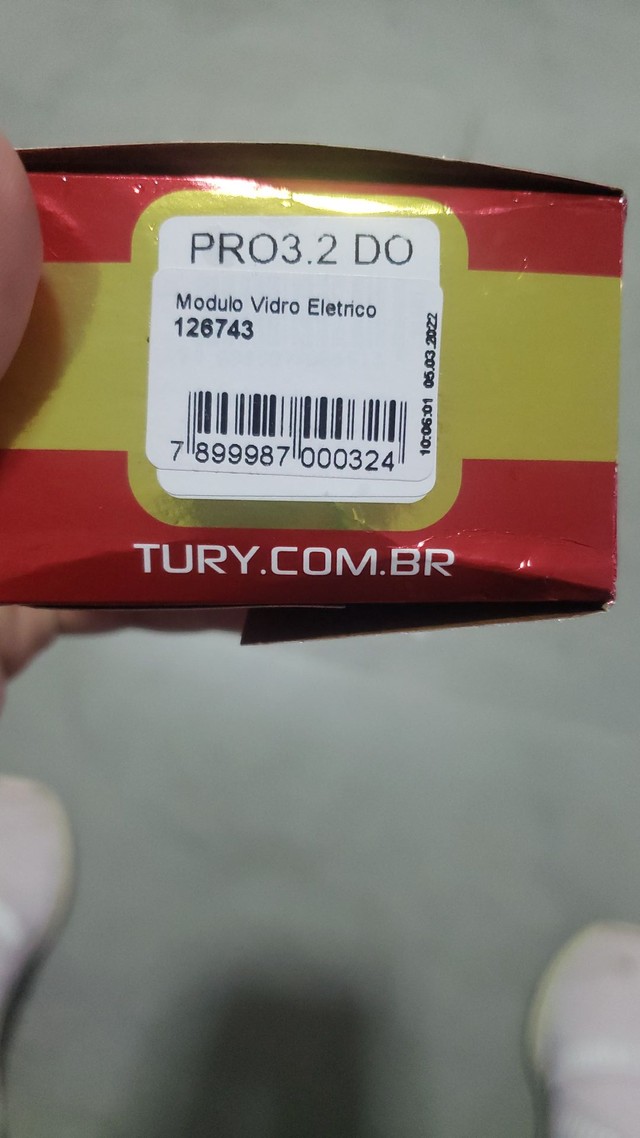 PRO3.2 DO
Modulo Vidro Eletrico
126743
10:06:01 05.03.2022
7 899987 000324
TURY.COM.BR